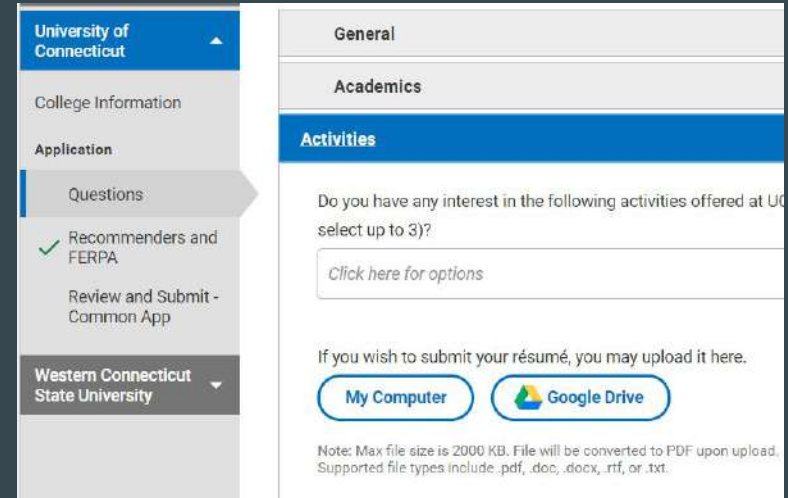 University of
Connecticut
College Information
Application
Questions
Recommenders and
FERPA
Review and Submit -
Common App
Western Connecticut
State University
General
Academics
Activities
Do you have any interest in the following activities offered at
select up to 3)?
Click here for options
If you wish to submit your résumé, you may upload it here.
My Computer
Google Drive
Note: Max file size is 2000 KB. File will be converted to PDF upon upload.
Supported file types include .pdf, .doc, .docx, .rtf, or .txt.